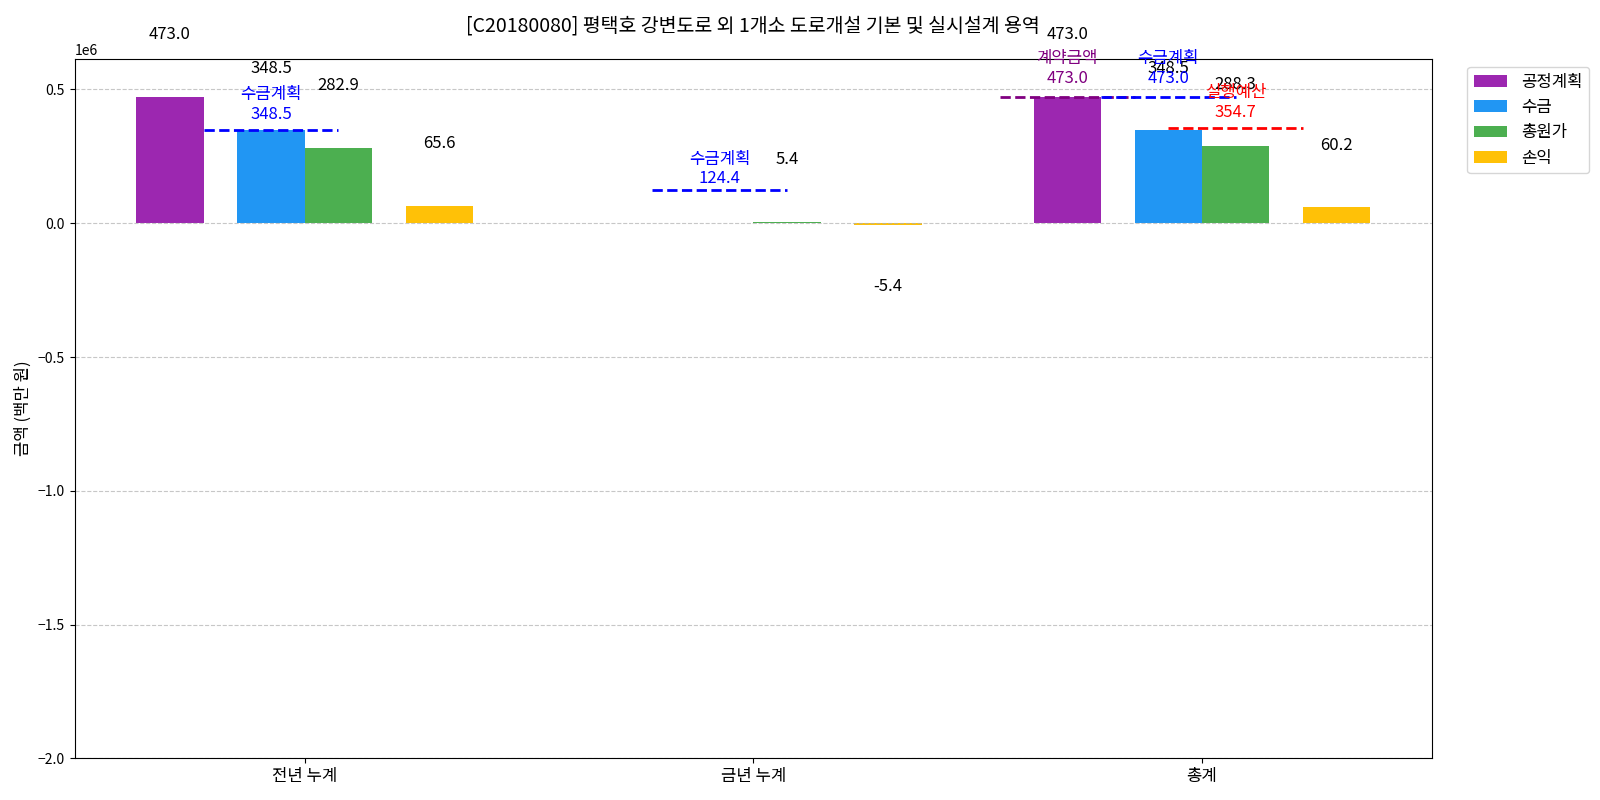 [C20180080] 평택호 강변도로 외 1개소 도로개설 기본 및 실시설계 용역
1e6
금액 (백만 원)
0.5
0.0
−0.5
−1.0
−1.5
−2.0
473.0
348.5
수금계획
348.5
282.9
65.6
수금계획
124.4
5.4
-5.4
473.0
계약금액
473.0
수금계획
348.5
473.0
288.3
실행예산
354.7
60.2
전년 누계
금년 누계
총계
공정계획
수금
총원가
손익